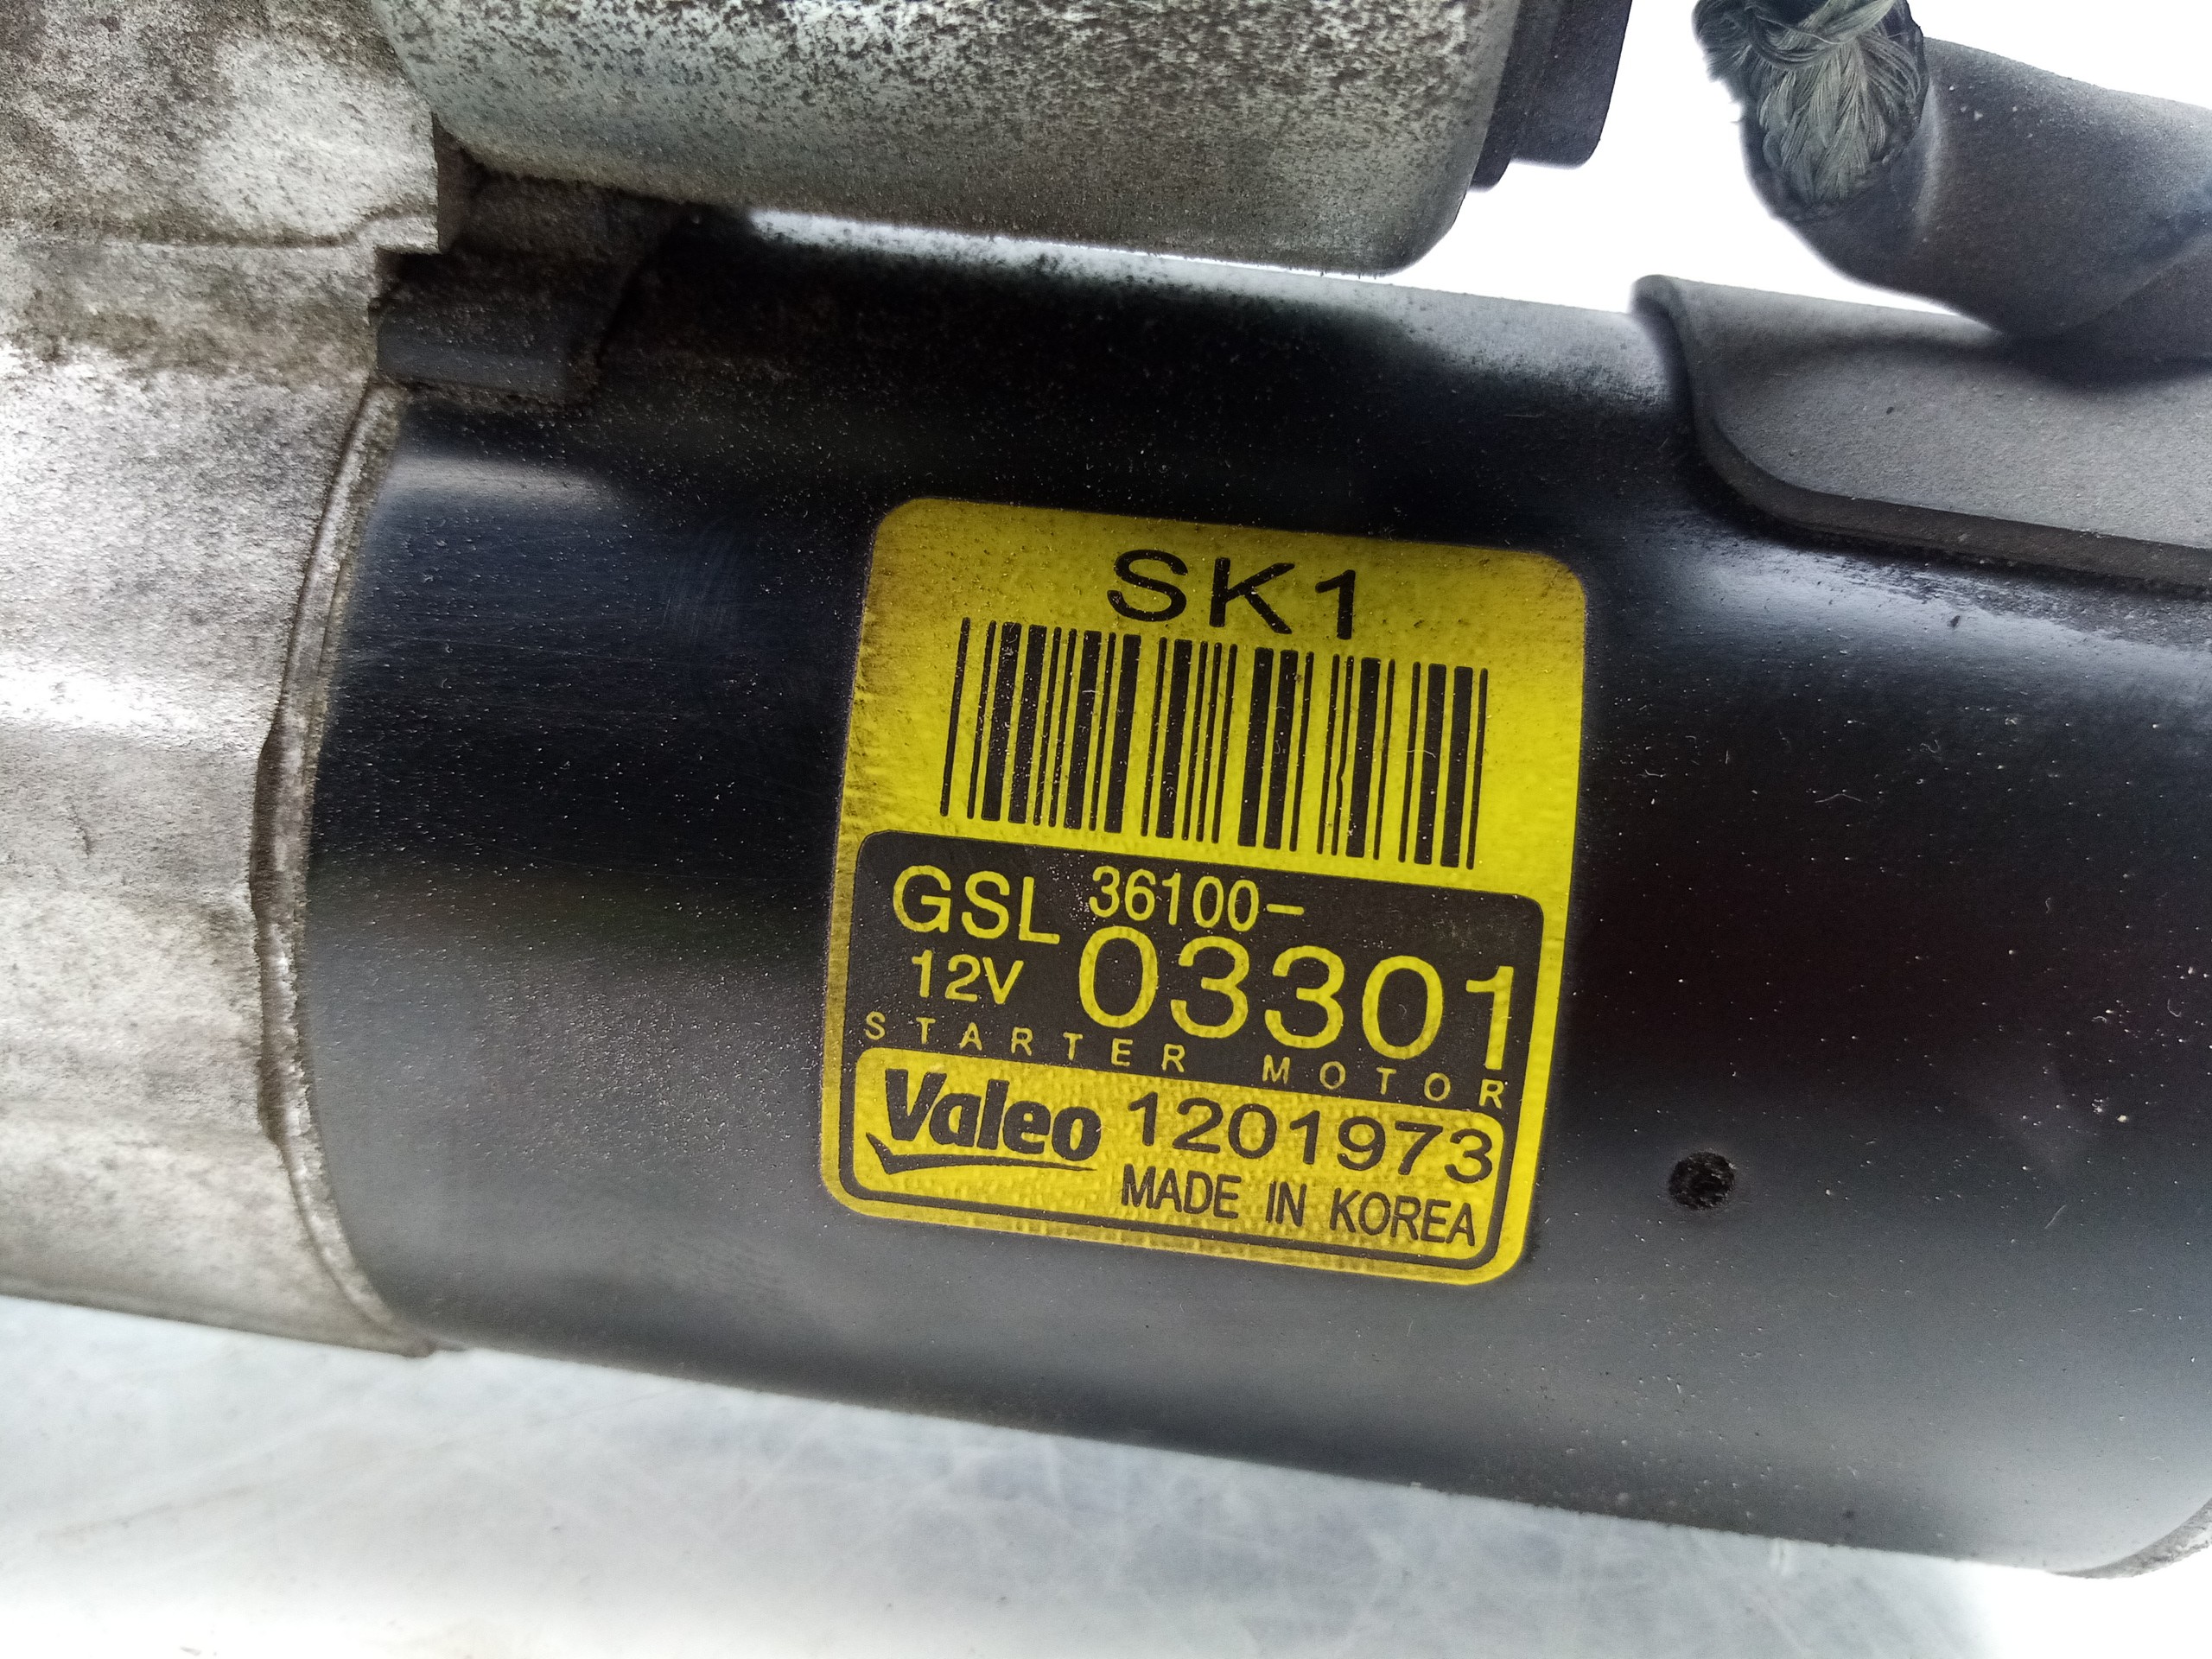 SK1
GSL 36100-
12V 03301
STARTER MOTOR
Valeo 1201973
MADE IN KOREA